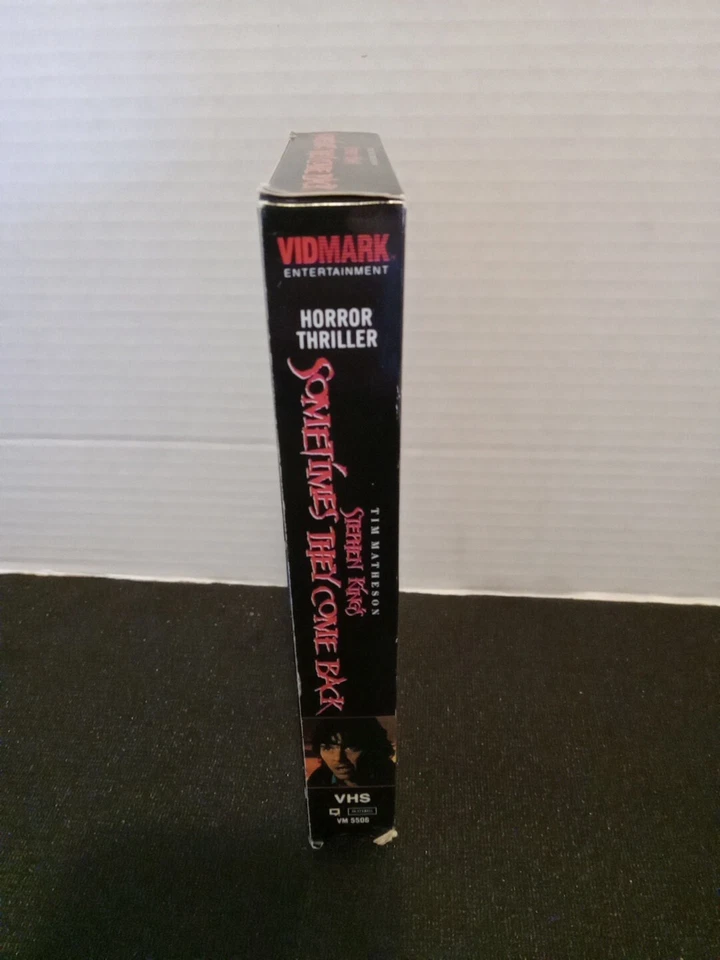 VIDMARK
ENTERTAINMENT
HORROR
THRILLER
TIM MATHESON
STEPHEN KING'S
SOMETIMES THEY COME BACK
VHS
VM 5508